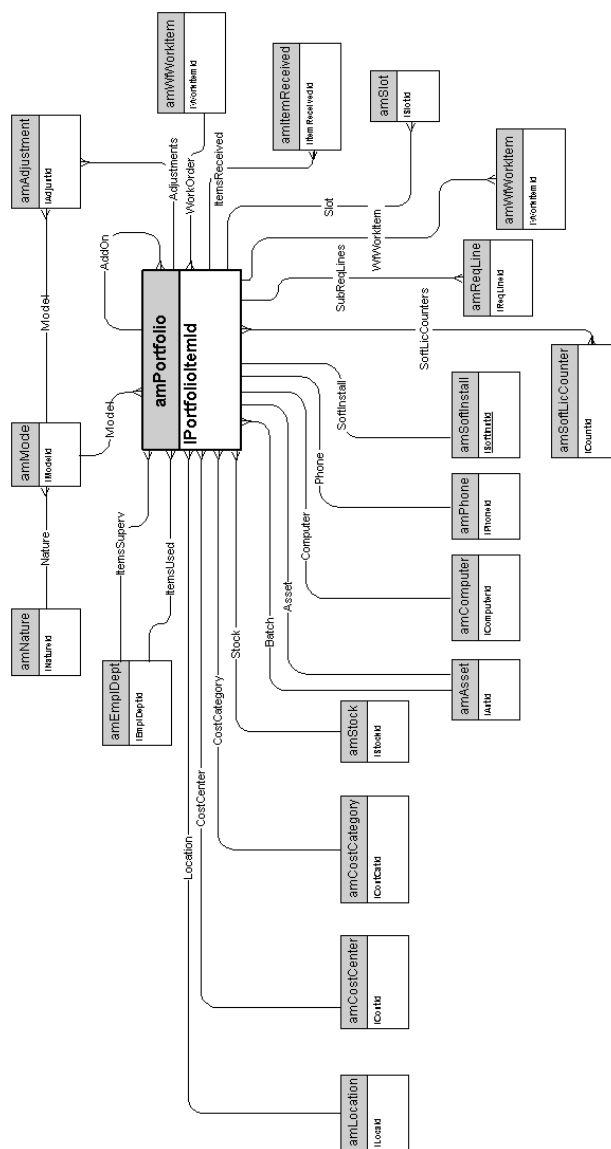 amNature
lNatureId
Nature
amMode
lModelId
Model
amAdjustment
lAdjustId
Model
AddOn
amEmplDept
lEmplDeptId
ItemsSuperv
ItemsUsed
amPortfolio
lPortfolioItemId
Adjustments
WorkOrder
ItemsReceived
amWfWorkItem
lWorkItemId
Location
CostCenter
CostCategory
Stock
Batch
Asset
Computer
Phone
SoftInstall
SubReqLines
Slot
WfWorkItem
SoftLicCounters
amItemReceived
lItemReceivedId
amSlot
lSlotId
amWfWorkItem
lWorkItemId
amReqLine
lReqLineId
amLocation
lLocaId
amCostCenter
amCostCategory
lCostCatId
amStock
lStockId
amAsset
lAstId
amComputer
lComputerId
amPhone
lPhoneId
amSoftInstall
lSoftInstId
amSoftLicCounter
lCountId